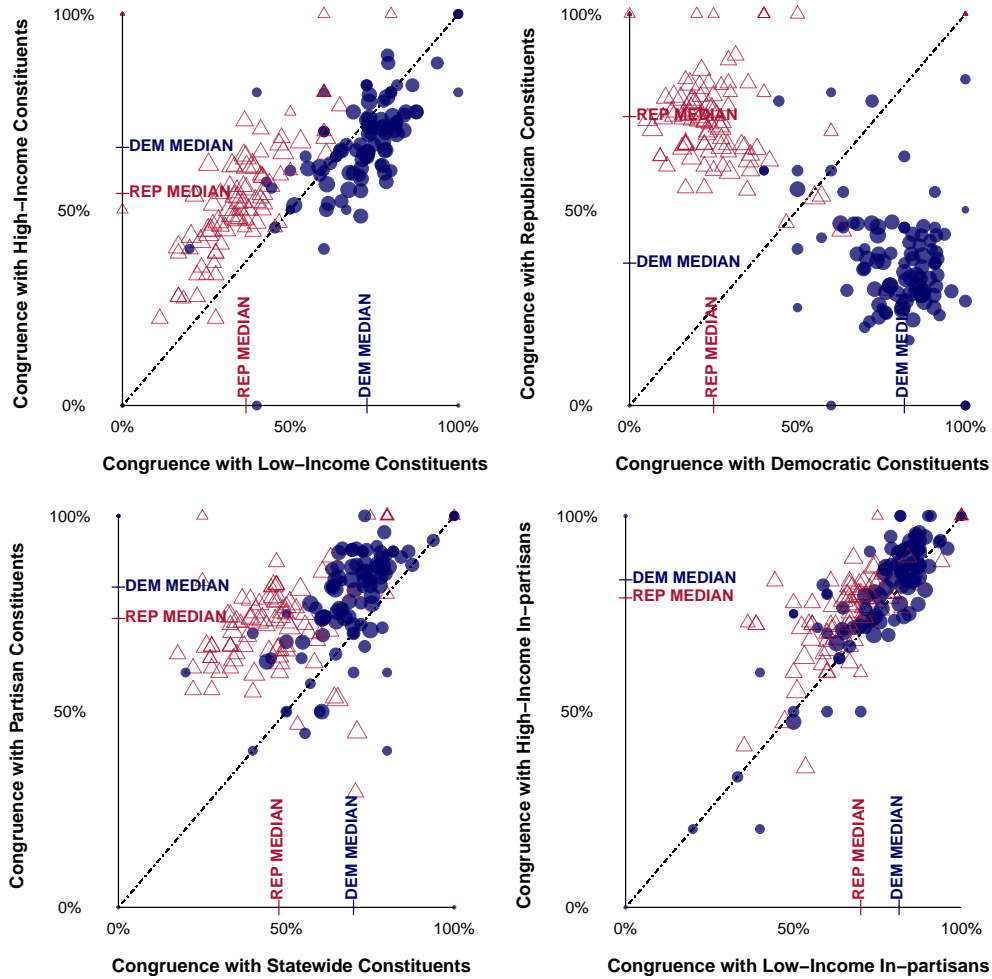 100%
50%
0%
0%
50%
100%
DEM MEDIAN
REP MEDIAN
REP MEDIAN
DEM MEDIAN
Congruence with High−Income Constituents
Congruence with Low−Income Constituents
100%
50%
0%
0%
50%
100%
REP MEDIAN
DEM MEDIAN
REP MEDIAN
DEM MEDIAN
Congruence with Republican Constituents
Congruence with Democratic Constituents
100%
50%
0%
0%
50%
100%
DEM MEDIAN
REP MEDIAN
REP MEDIAN
DEM MEDIAN
Congruence with Partisan Constituents
Congruence with Statewide Constituents
100%
50%
0%
0%
50%
100%
DEM MEDIAN
REP MEDIAN
REP MEDIAN
DEM MEDIAN
Congruence with High−Income In−partisans
Congruence with Low−Income In−partisans